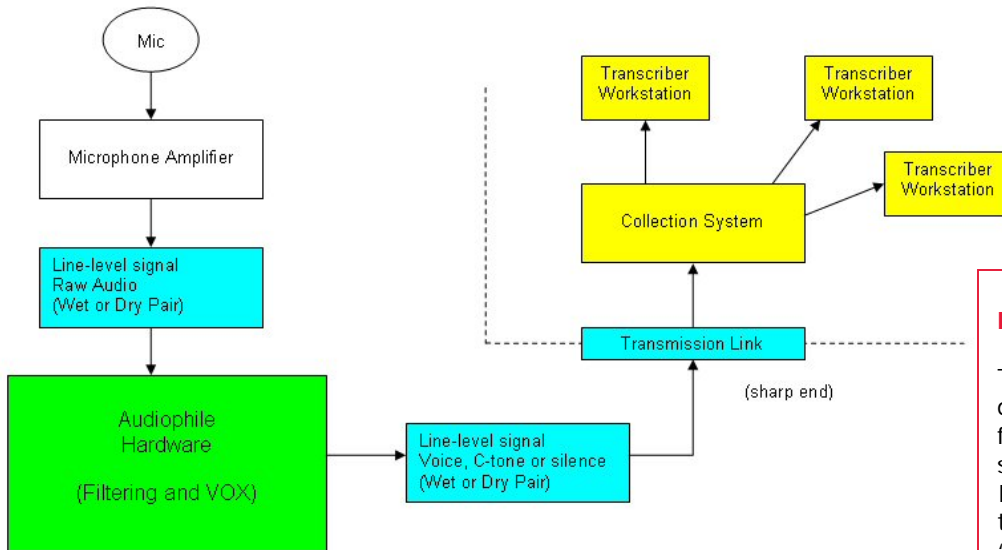 Mic
Microphone Amplifier
Line-level signal
Raw Audio
(Wet or Dry Pair)
Audiophile
Hardware
(Filtering and VOX)
Line-level signal
Voice, C-tone or silence
(Wet or Dry Pair)
(sharp end)
Transmission Link
Collection System
Transcriber
Workstation
Transcriber
Workstation
Transcriber
Workstation